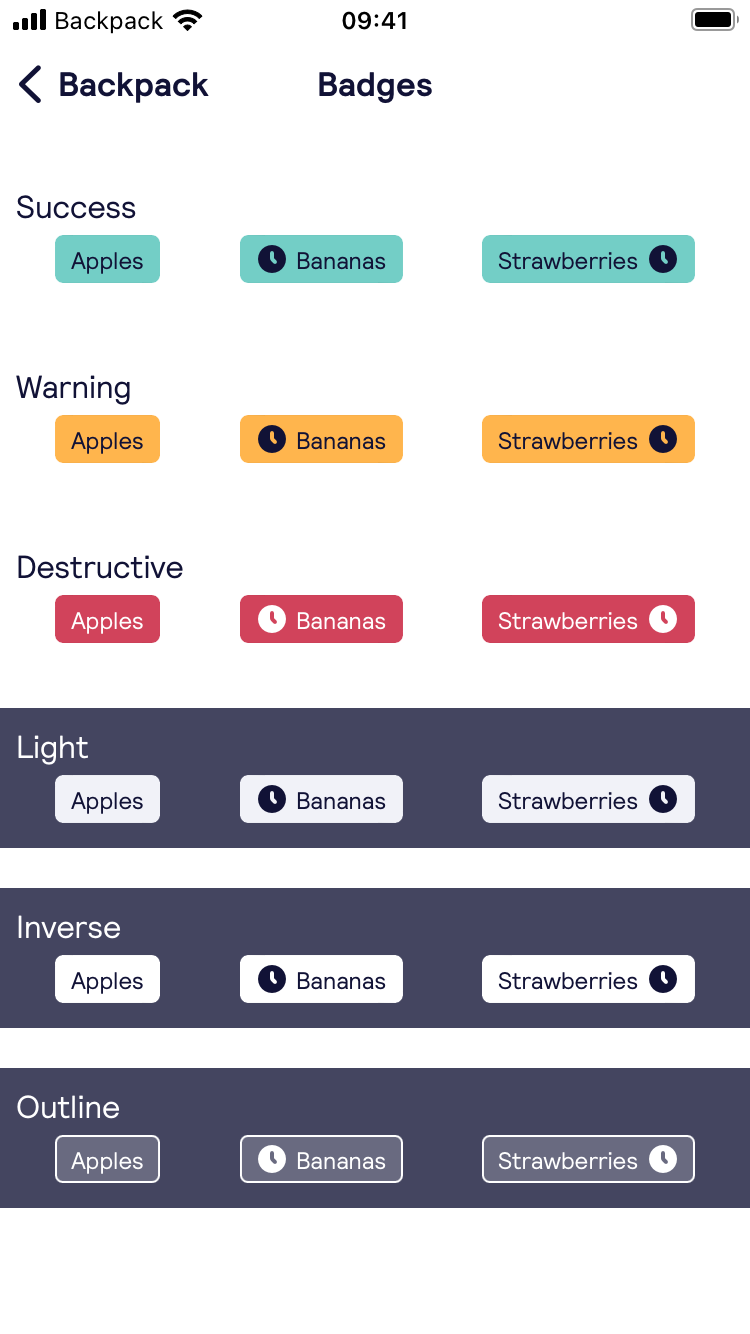 Backpack 09:41
Backpack Badges
Success
Apples Bananas Strawberries
Warning
Apples Bananas Strawberries
Destructive
Apples Bananas Strawberries
Light
Apples Bananas Strawberries
Inverse
Apples Bananas Strawberries
Outline
Apples Bananas Strawberries